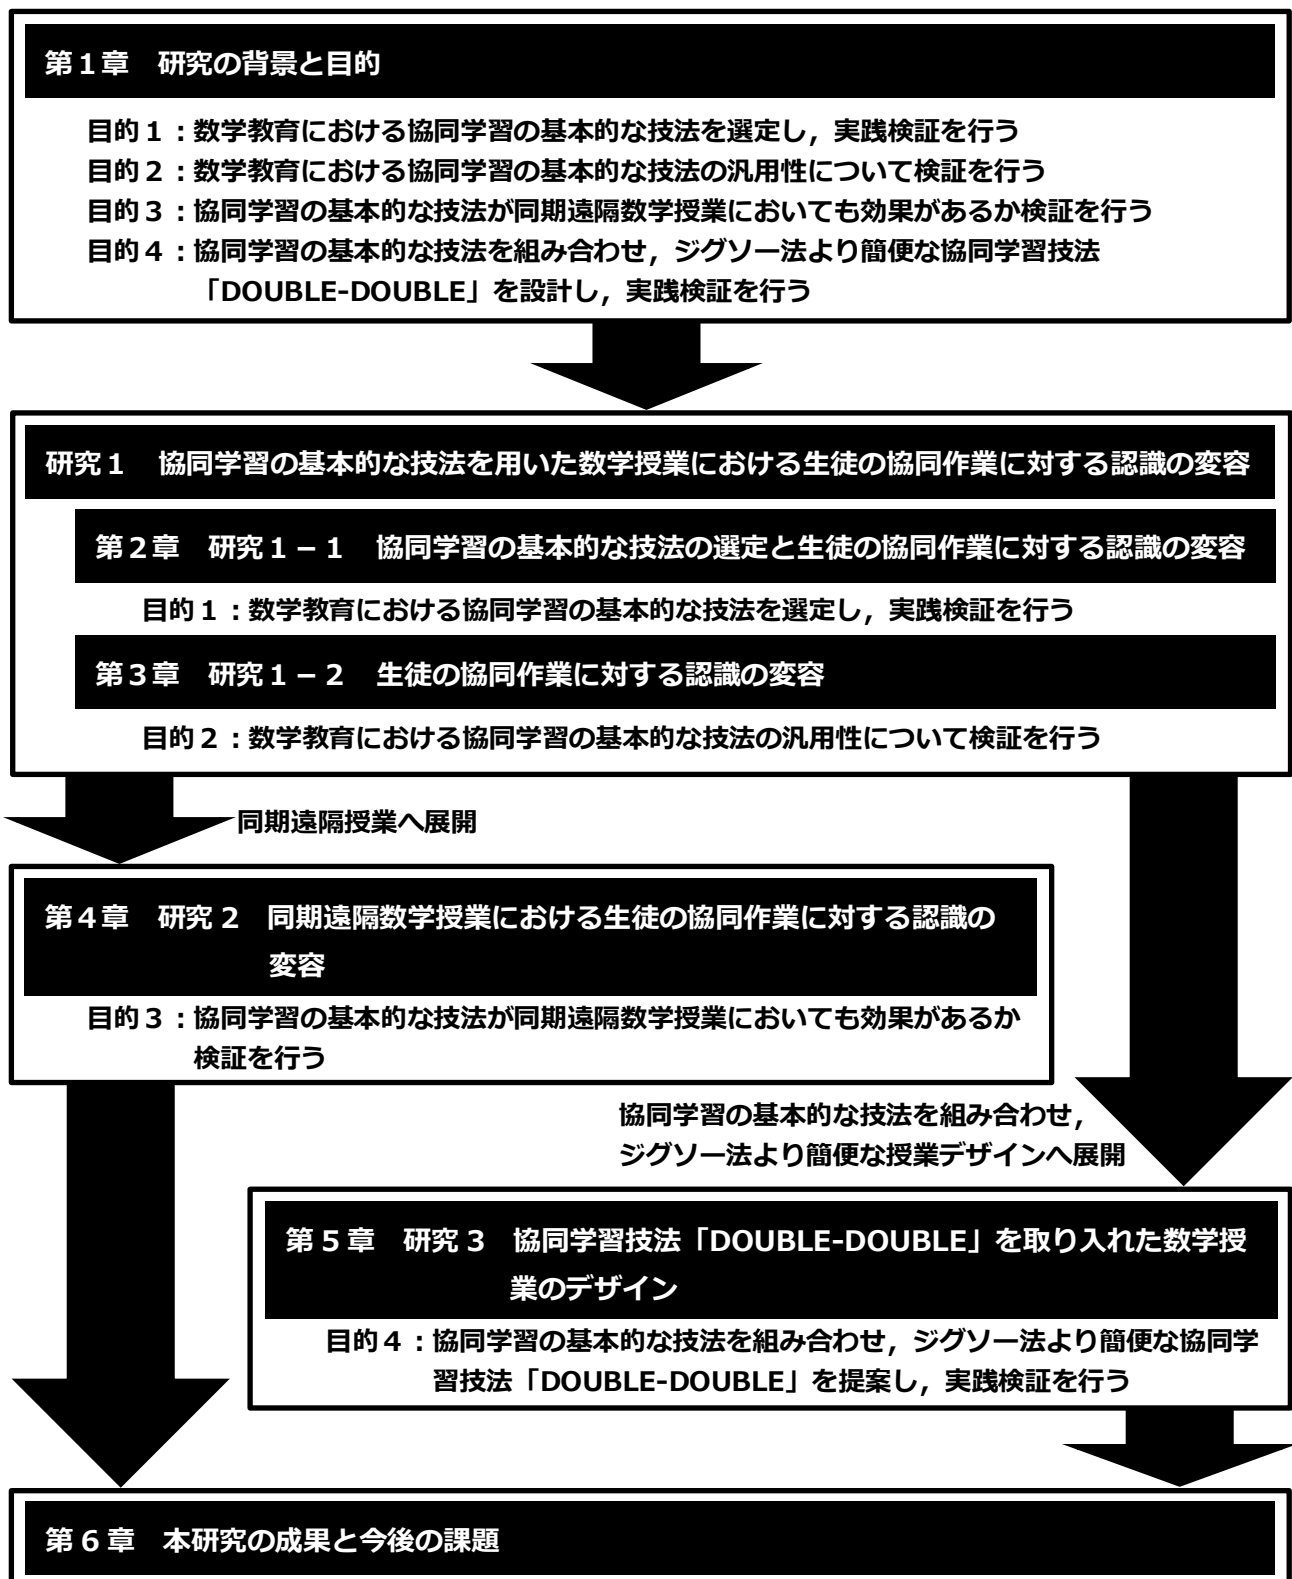 第１章　研究の背景と目的
目的１：数学教育における協同学習の基本的な技法を選定し，実践検証を行う
目的２：数学教育における協同学習の基本的な技法の汎用性について検証を行う
目的３：協同学習の基本的な技法が同期遠隔数学授業においても効果があるか検証を行う
目的４：協同学習の基本的な技法を組み合わせ，ジグソー法より簡便な協同学習技法
「DOUBLE-DOUBLE」を設計し，実践検証を行う
研究１　協同学習の基本的な技法を用いた数学授業における生徒の協同作業に対する認識の変容
第２章　研究１－１　協同学習の基本的な技法の選定と生徒の協同作業に対する認識の変容
目的１：数学教育における協同学習の基本的な技法を選定し，実践検証を行う
第３章　研究１－２　生徒の協同作業に対する認識の変容
目的２：数学教育における協同学習の基本的な技法の汎用性について検証を行う
同期遠隔授業へ展開
第４章　研究２　同期遠隔数学授業における生徒の協同作業に対する認識の
変容
目的３：協同学習の基本的な技法が同期遠隔数学授業においても効果があるか
検証を行う
協同学習の基本的な技法を組み合わせ，
ジグソー法より簡便な授業デザインへ展開
第５章　研究３　協同学習技法「DOUBLE-DOUBLE」を取り入れた数学授
業のデザイン
目的４：協同学習の基本的な技法を組み合わせ，ジグソー法より簡便な協同学
習技法「DOUBLE-DOUBLE」を提案し，実践検証を行う
第６章　本研究の成果と今後の課題